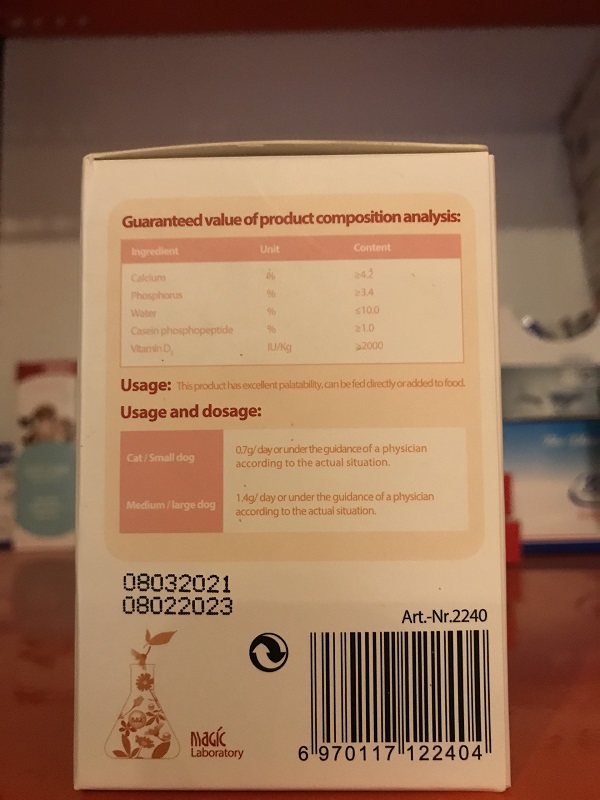 Guaranteed value of product composition analysis:
Ingredient Unit Content
Calcium % ≥4.2
Phosphorus % ≥3.4
Water % ≤10.0
Casein phosphopeptide % ≥1.0
Vitamin D₃ IU/Kg ≥2000
Usage: This product has excellent palatability, can be fed directly or added to food.
Usage and dosage:
Cat / Small dog 0.7g/ day or under the guidance of a physician
according to the actual situation.
Medium / large dog 1.4g/ day or under the guidance of a physician
according to the actual situation.
08032021
08022023
Art.-Nr.2240
magic
Laboratory
6 970117 122404